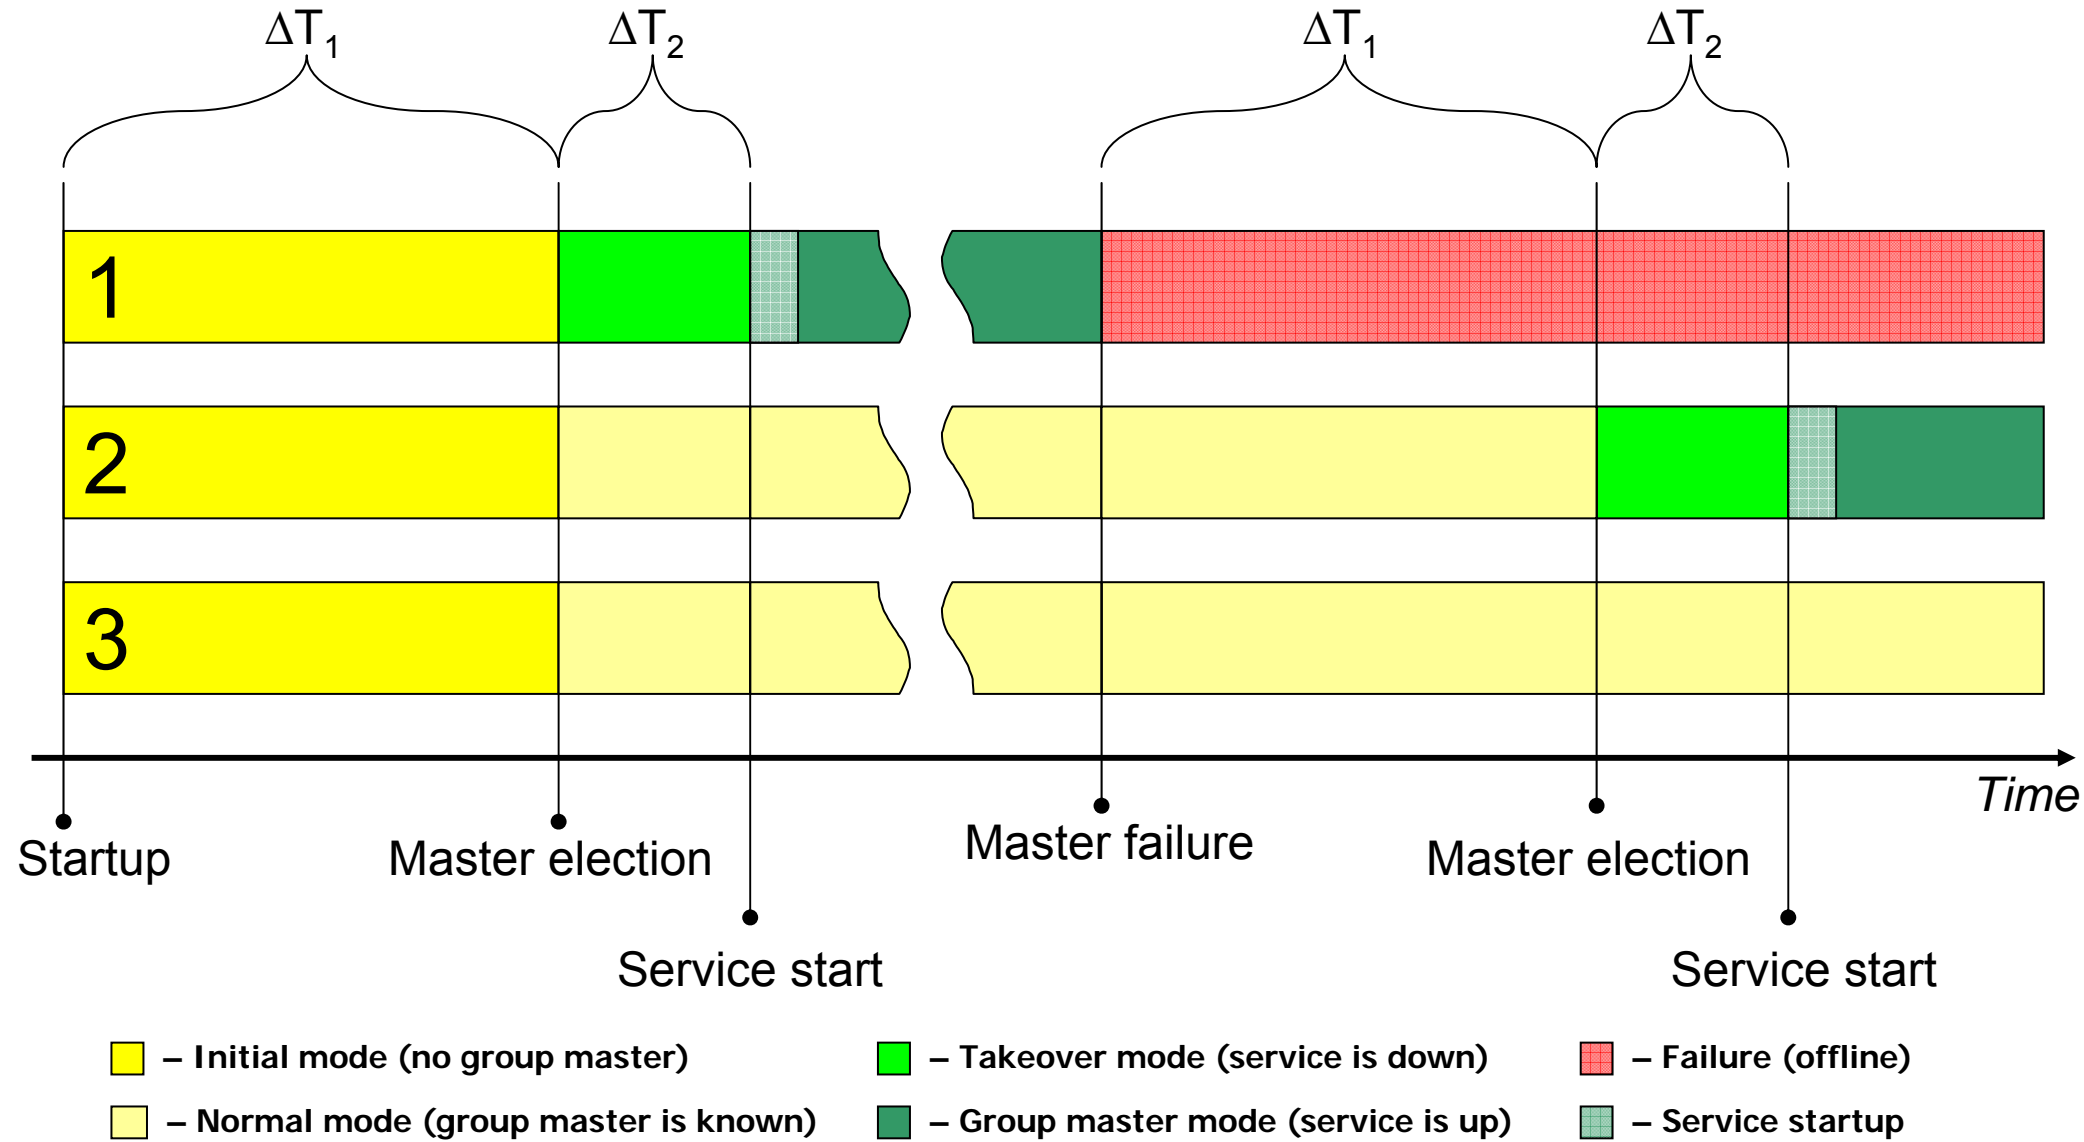 ΔT1 ΔT2 ΔT1 ΔT2
1
2
3
Time
Startup Master election Master failure Master election
Service start Service start
– Initial mode (no group master) – Takeover mode (service is down) – Failure (offline)
– Normal mode (group master is known) – Group master mode (service is up) – Service startup